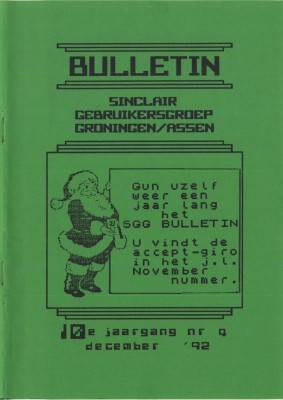 BULLETIN
SINCLAIR
GEBRUIKERSGROEP
GRONINGEN/ASSEN
Gun uzelf
weer een
jaar lang
het
SGG BULLETIN
U vindt de
accept-giro
in het j.l.
November
nummer.
10e jaargang nr 9
december '92